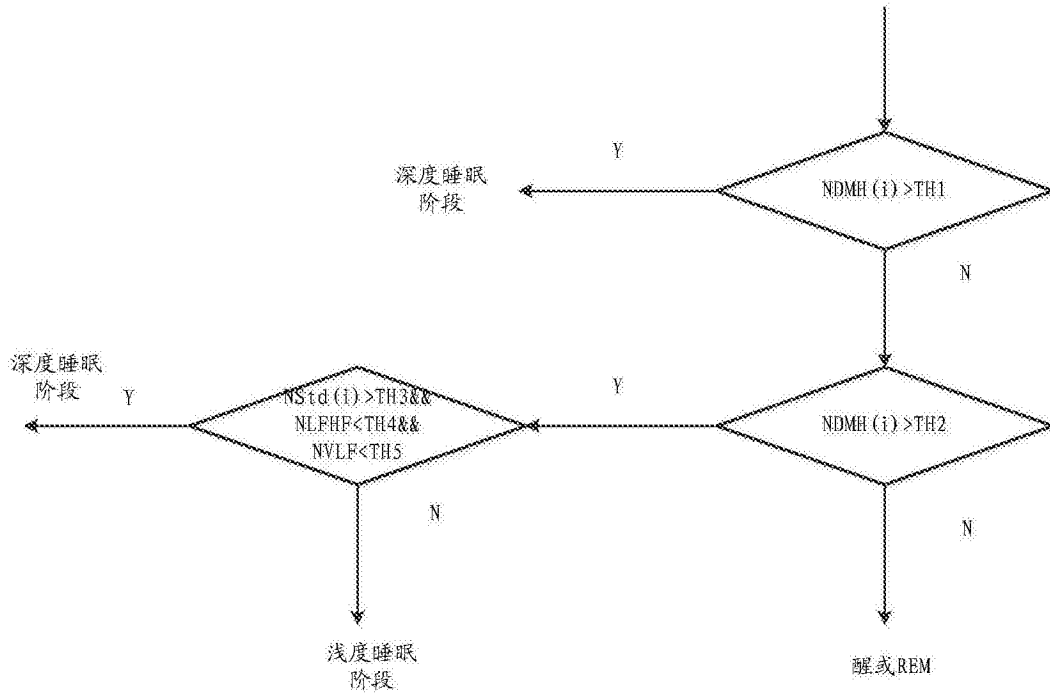 深度睡眠
阶段
Y
NDMH(i)>TH1
N
深度睡眠
阶段
Y
NStd(i)>TH3&&
NLFHF<TH4&&
NVLF<TH5
Y
NDMH(i)>TH2
N
N
浅度睡眠
阶段
醒或REM